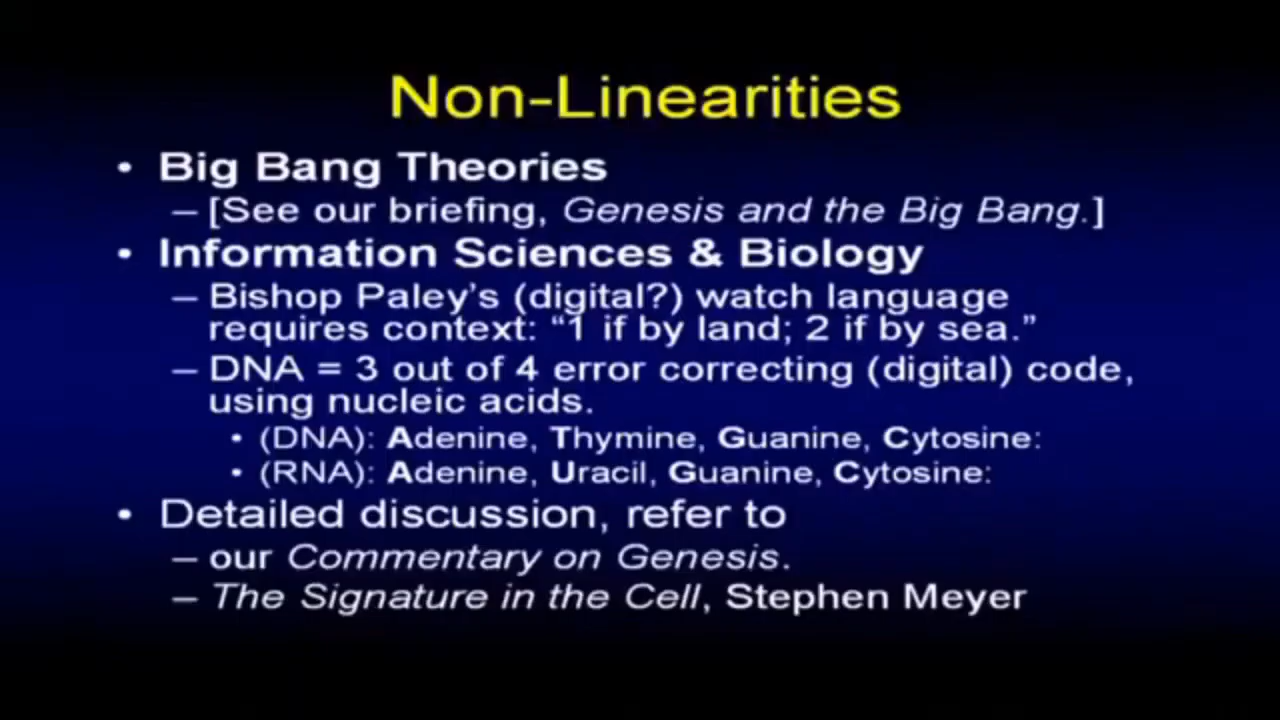 Non-Linearities
• Big Bang Theories
– [See our briefing, Genesis and the Big Bang.]
• Information Sciences & Biology
– Bishop Paley's (digital?) watch language
requires context: “1 if by land; 2 if by sea.”
– DNA = 3 out of 4 error correcting (digital) code,
using nucleic acids.
• (DNA): Adenine, Thymine, Guanine, Cytosine:
• (RNA): Adenine, Uracil, Guanine, Cytosine:
• Detailed discussion, refer to
– our Commentary on Genesis.
– The Signature in the Cell, Stephen Meyer